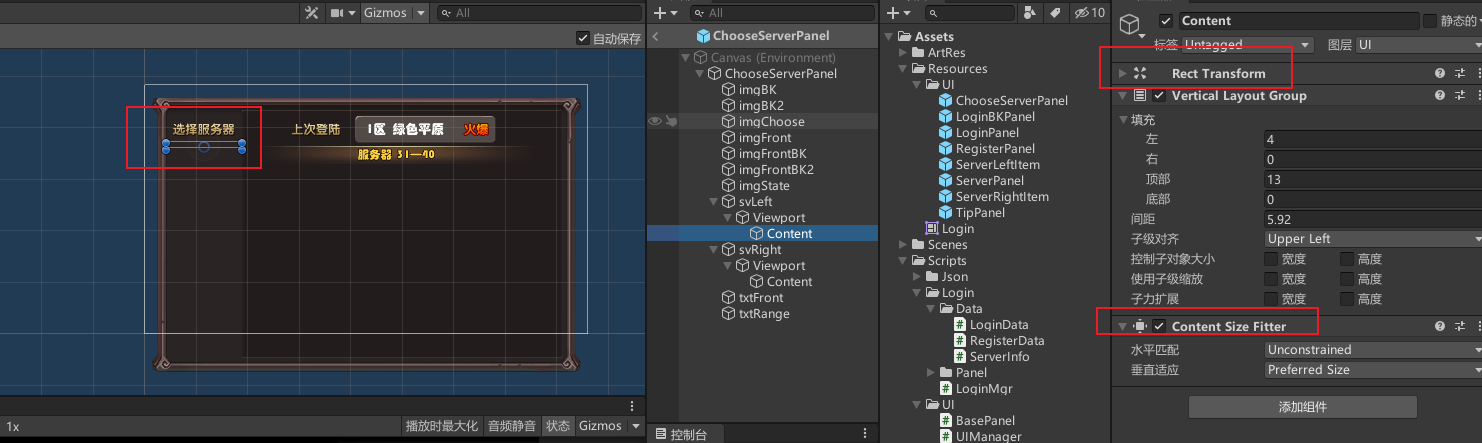 Gizmos
All
自动保存
选择服务器
上次登陆
1区 绿色平原
火爆
服务器 31—40
1x
播放时最大化
音频静音
状态
Gizmos
All
ChooseServerPanel
Canvas (Environment)
ChooseServerPanel
imgBK
imgBK2
imgChoose
imgFront
imgFrontBK
imgFrontBK2
imgState
svLeft
Viewport
Content
svRight
Viewport
Content
txtFront
txtRange
控制台
10
Assets
ArtRes
Resources
UI
ChooseServerPanel
LoginBKPanel
LoginPanel
RegisterPanel
ServerLeftItem
ServerPanel
ServerRightItem
TipPanel
Login
Scenes
Scripts
Json
Login
Data
LoginData
RegisterData
ServerInfo
Panel
LoginMgr
UI
BasePanel
UIManager
Content
静态的
标签 Untagged
图层 UI
Rect Transform
Vertical Layout Group
填充
左 4
右 0
顶部 13
底部 0
间距 5.92
子级对齐 Upper Left
控制子对象大小 宽度 高度
使用子级缩放 宽度 高度
子力扩展 宽度 高度
Content Size Fitter
水平匹配 Unconstrained
垂直适应 Preferred Size
添加组件